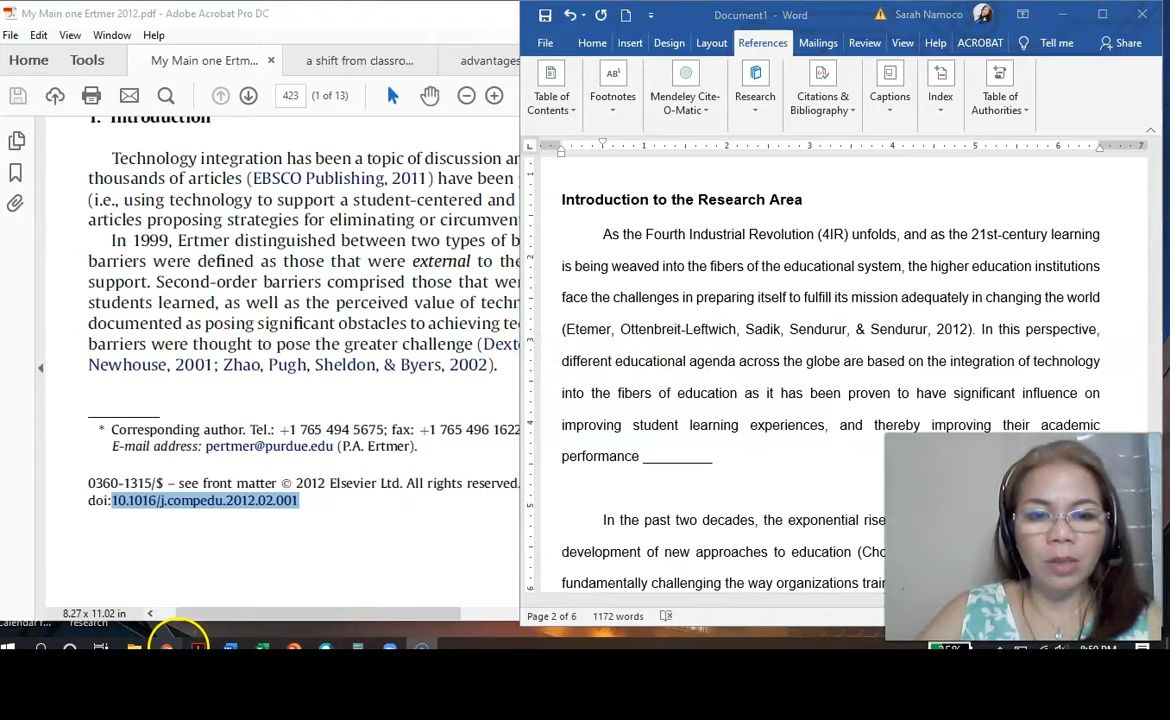 My Main one Ertmer 2012.pdf - Adobe Acrobat Pro DC
File Edit View Window Help
Home Tools My Main one Ertm... × a shift from classro... advantages
423 (1 of 13)
1. Introduction
Technology integration has been a topic of discussion
thousands of articles (EBSCO Publishing, 2011) have been
(i.e., using technology to support a student-centered and
articles proposing strategies for eliminating or circumvent
In 1999, Ertmer distinguished between two types of b
barriers were defined as those that were external to the
support. Second-order barriers comprised those that we
students learned, as well as the perceived value of techn
documented as posing significant obstacles to achieving te
barriers were thought to pose the greater challenge (Dext
Newhouse, 2001; Zhao, Pugh, Sheldon, & Byers, 2002).
* Corresponding author. Tel.: +1 765 494 5675; fax: +1 765 496 1622
E-mail address: pertmer@purdue.edu (P.A. Ertmer).
0360-1315/$ – see front matter © 2012 Elsevier Ltd. All rights reserved.
doi:10.1016/j.compedu.2012.02.001
8.27 x 11.02 in
research
Document1 - Word
Sarah Namoco
File Home Insert Design Layout References Mailings Review View Help ACROBAT Tell me Share
Table of Contents
Footnotes
Mendeley Cite-O-Matic
Research
Citations & Bibliography
Captions
Index
Table of Authorities
1 2 3 4 5 6 7
Introduction to the Research Area
As the Fourth Industrial Revolution (4IR) unfolds, and as the 21st-century learning
is being weaved into the fibers of the educational system, the higher education institutions
face the challenges in preparing itself to fulfill its mission adequately in changing the world
(Etemer, Ottenbreit-Leftwich, Sadik, Sendurur, & Sendurur, 2012). In this perspective,
different educational agenda across the globe are based on the integration of technology
into the fibers of education as it has been proven to have significant influence on
improving student learning experiences, and thereby improving their academic
performance __________
In the past two decades, the exponential rise
development of new approaches to education (Cho
fundamentally challenging the way organizations train
Page 2 of 6 1172 words